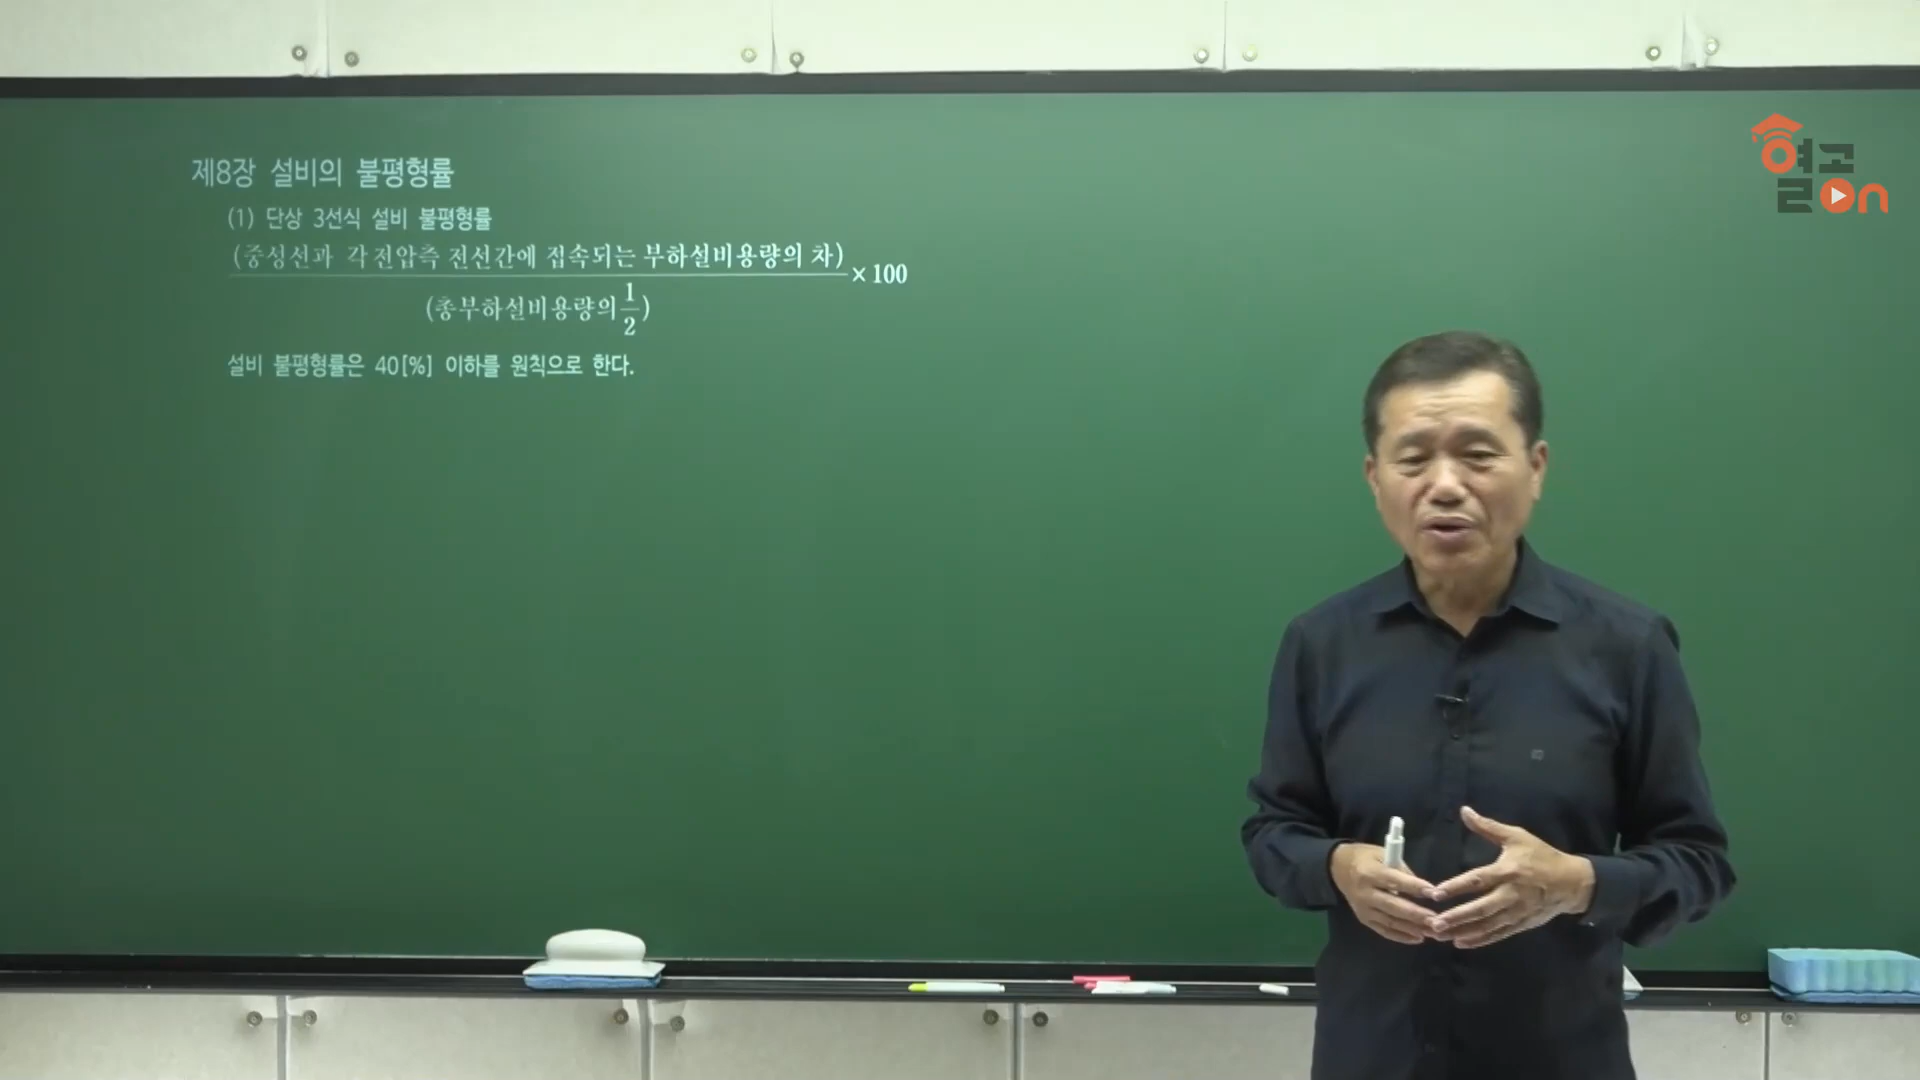 열공
On
제8장 설비의 불평형률
(1) 단상 3선식 설비 불평형률
(중성선과 각 전압측 전선간에 접속되는 부하설비용량의 차)
× 100
(총부하설비용량의 1/2)
설비 불평형률은 40[%] 이하를 원칙으로 한다.